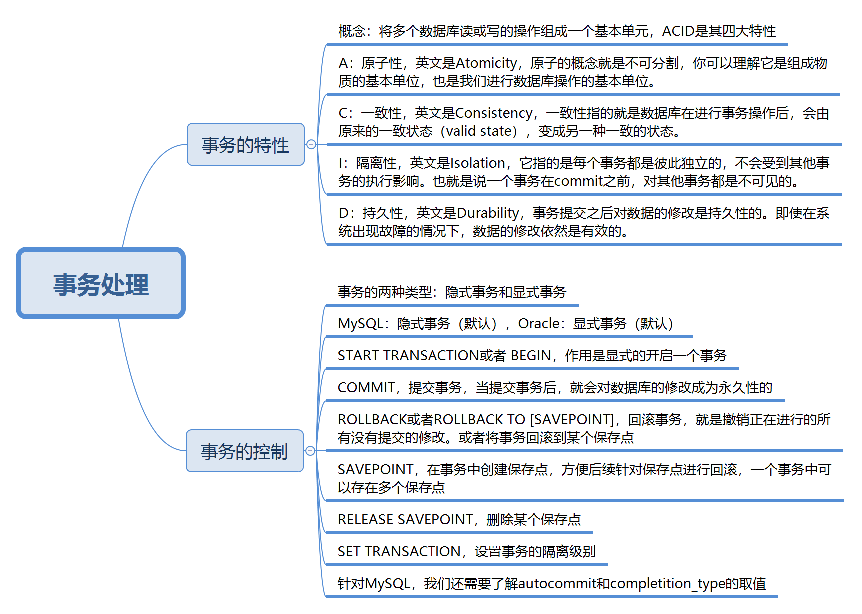 事务处理
事务的特性
概念：将多个数据库读或写的操作组成一个基本单元，ACID是其四大特性
A：原子性，英文是Atomicity，原子的概念就是不可分割，你可以理解它是组成物
质的基本单位，也是我们进行数据库操作的基本单位。
C：一致性，英文是Consistency，一致性指的就是数据库在进行事务操作后，会由
原来的一致状态（valid state），变成另一种一致的状态。
I：隔离性，英文是Isolation，它指的是每个事务都是彼此独立的，不会受到其他事
务的执行影响。也就是说一个事务在commit之前，对其他事务都是不可见的。
D：持久性，英文是Durability，事务提交之后对数据的修改是持久性的。即使在系
统出现故障的情况下，数据的修改依然是有效的。
事务的控制
事务的两种类型：隐式事务和显式事务
MySQL：隐式事务（默认），Oracle：显式事务（默认）
START TRANSACTION或者 BEGIN，作用是显式的开启一个事务
COMMIT，提交事务，当提交事务后，就会对数据库的修改成为永久性的
ROLLBACK或者ROLLBACK TO [SAVEPOINT]，回滚事务，就是撤销正在进行的所
有没有提交的修改。或者将事务回滚到某个保存点
SAVEPOINT，在事务中创建保存点，方便后续针对保存点进行回滚，一个事务中可
以存在多个保存点
RELEASE SAVEPOINT，删除某个保存点
SET TRANSACTION，设置事务的隔离级别
针对MySQL，我们还需要了解autocommit和completition_type的取值